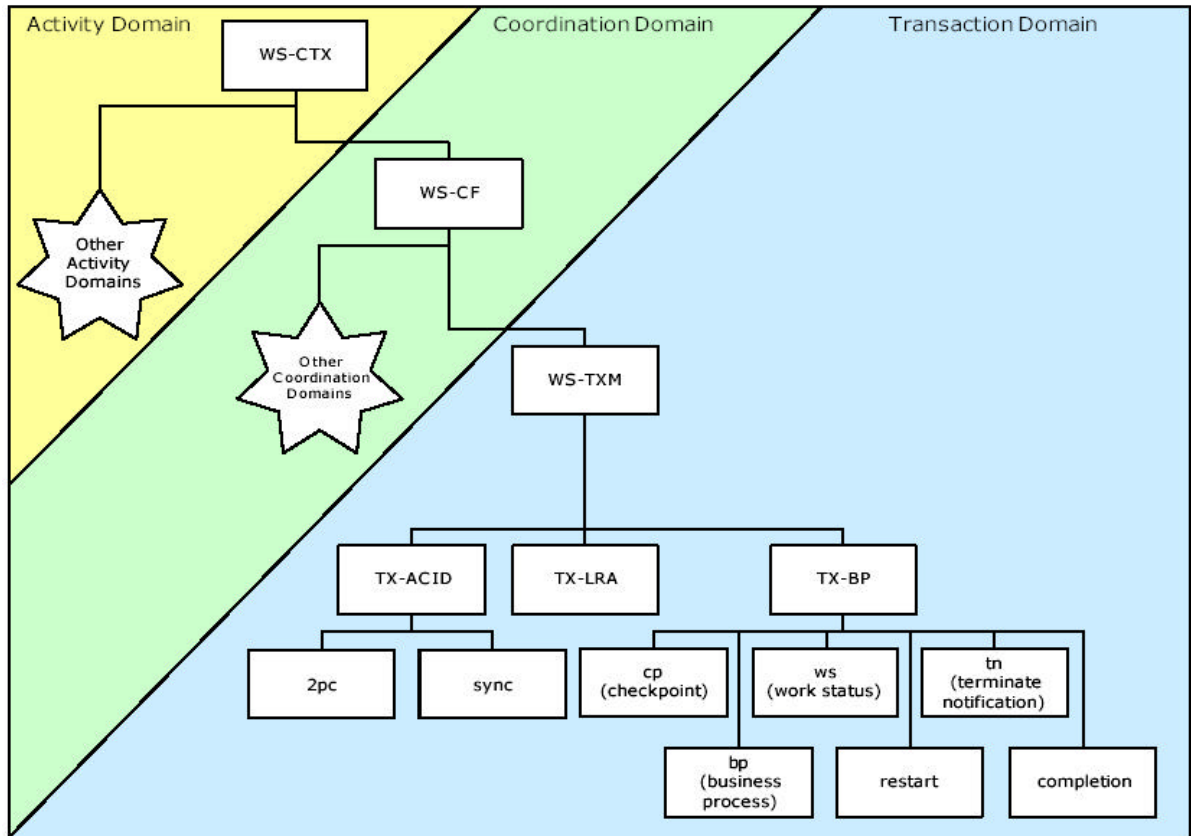 Activity Domain
Coordination Domain
Transaction Domain
WS-CTX
WS-CF
Other
Activity
Domains
Other
Coordination
Domains
WS-TXM
TX-ACID
TX-LRA
TX-BP
2pc
sync
cp
(checkpoint)
ws
(work status)
tn
(terminate
notification)
bp
(business
process)
restart
completion